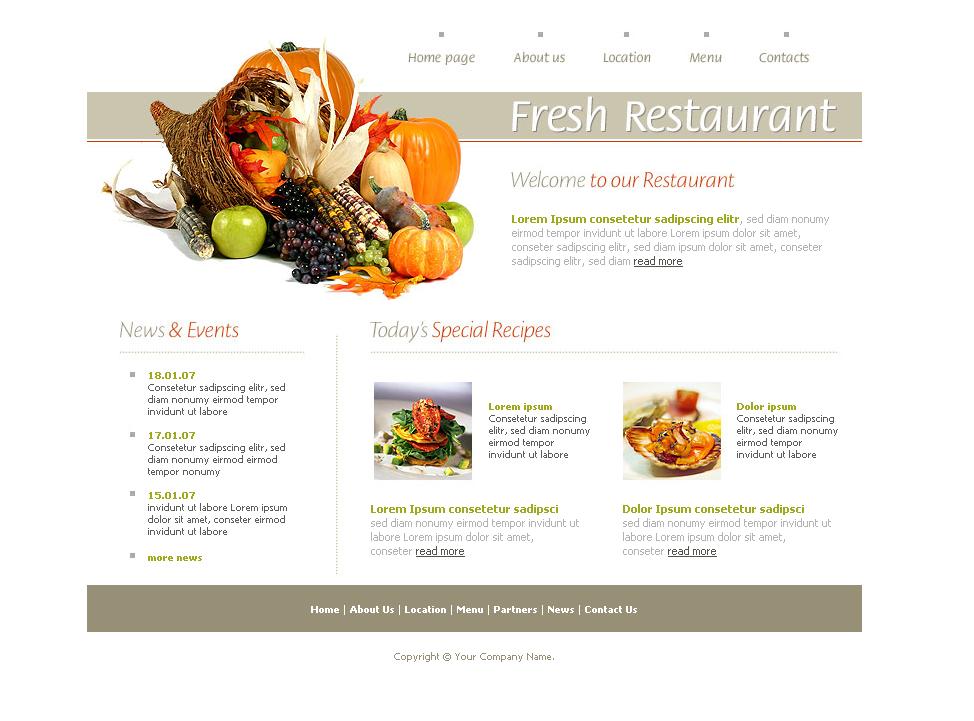 Home page About us Location Menu Contacts
Fresh Restaurant
Welcome to our Restaurant
Lorem Ipsum consetetur sadipscing elitr, sed diam nonumy
eirmod tempor invidunt ut labore Lorem ipsum dolor sit amet,
conseter sadipscing elitr, sed diam ipsum dolor sit amet, conseter
sadipscing elitr, sed diam read more
News & Events
18.01.07
Consetetur sadipscing elitr, sed
diam nonumy eirmod tempor
invidunt ut labore
17.01.07
Consetetur sadipscing elitr, sed
diam nonumy eirmod eirmod
tempor nonumy
15.01.07
invidunt ut labore Lorem ipsum
dolor sit amet, conseter eirmod
invidunt ut labore
more news
Today's Special Recipes
Lorem ipsum
Consetetur sadipscing
elitr, sed diam nonumy
eirmod tempor
invidunt ut labore
Dolor ipsum
Consetetur sadipscing
elitr, sed diam nonumy
eirmod tempor
invidunt ut labore
Lorem Ipsum consetetur sadipsci
sed diam nonumy eirmod tempor invidunt ut
labore Lorem ipsum dolor sit amet,
conseter read more
Dolor Ipsum consetetur sadipsci
sed diam nonumy eirmod tempor invidunt ut
labore Lorem ipsum dolor sit amet,
conseter read more
Home | About Us | Location | Menu | Partners | News | Contact Us
Copyright © Your Company Name.